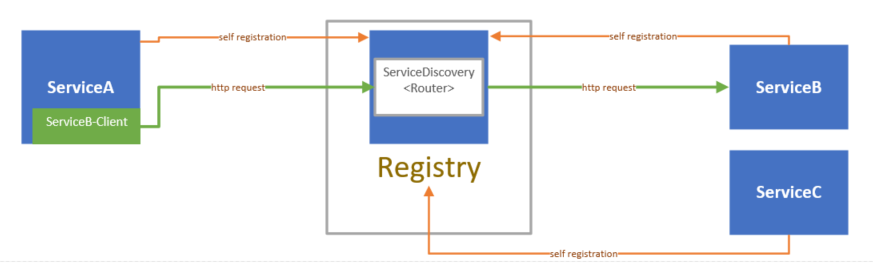 self registration
self registration
ServiceA
ServiceB-Client
http request
ServiceDiscovery
<Router>
http request
ServiceB
Registry
ServiceC
self registration